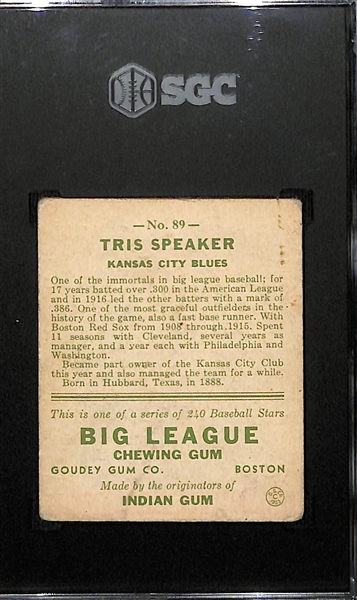 SGC
—No. 89—
TRIS SPEAKER
KANSAS CITY BLUES
One of the immortals in big league baseball; for
17 years batted over .300 in the American League
and in 1916 led the other batters with a mark of
.386. One of the most graceful outfielders in the
history of the game, also a fast base runner. With
Boston Red Sox from 1908 through 1915. Spent
11 seasons with Cleveland, several years as
manager, and a year each with Philadelphia and
Washington.
Became part owner of the Kansas City Club
this year and also managed the team for a while.
Born in Hubbard, Texas, in 1888.
This is one of a series of 240 Baseball Stars
BIG LEAGUE
CHEWING GUM
GOUDEY GUM CO. BOSTON
Made by the originators of
INDIAN GUM